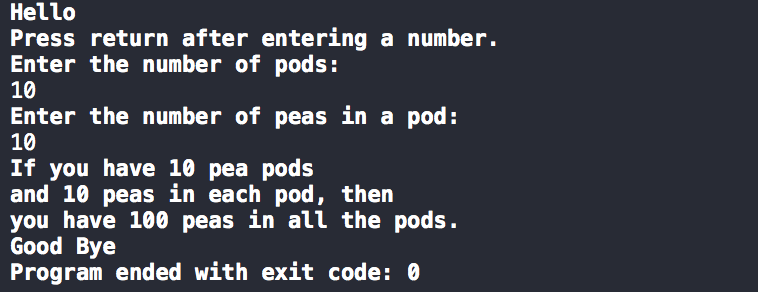 Hello
Press return after entering a number.
Enter the number of pods:
10
Enter the number of peas in a pod:
10
If you have 10 pea pods
and 10 peas in each pod, then
you have 100 peas in all the pods.
Good Bye
Program ended with exit code: 0